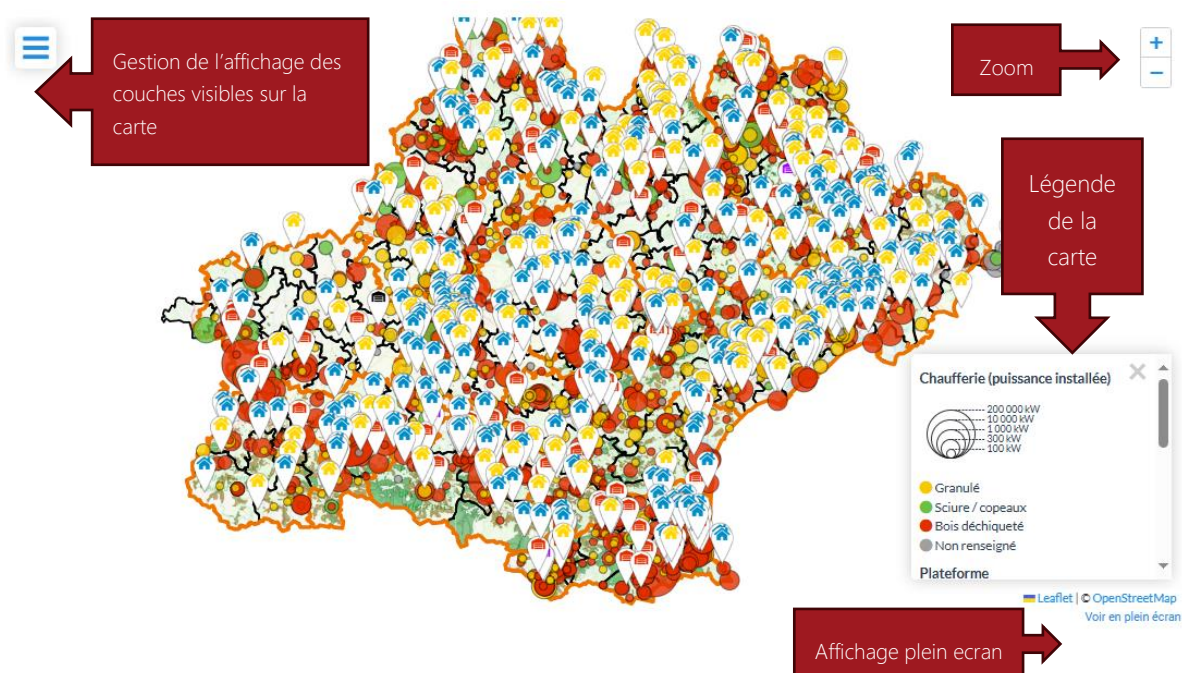 Gestion de l'affichage des
couches visibles sur la
carte
Zoom
+
−
Légende
de la
carte
Chaufferie (puissance installée)
200 000 kW
10 000 kW
1 000 kW
300 kW
100 kW
Granulé
Sciure / copeaux
Bois déchiqueté
Non renseigné
Plateforme
Leaflet | © OpenStreetMap
Voir en plein écran
Affichage plein ecran